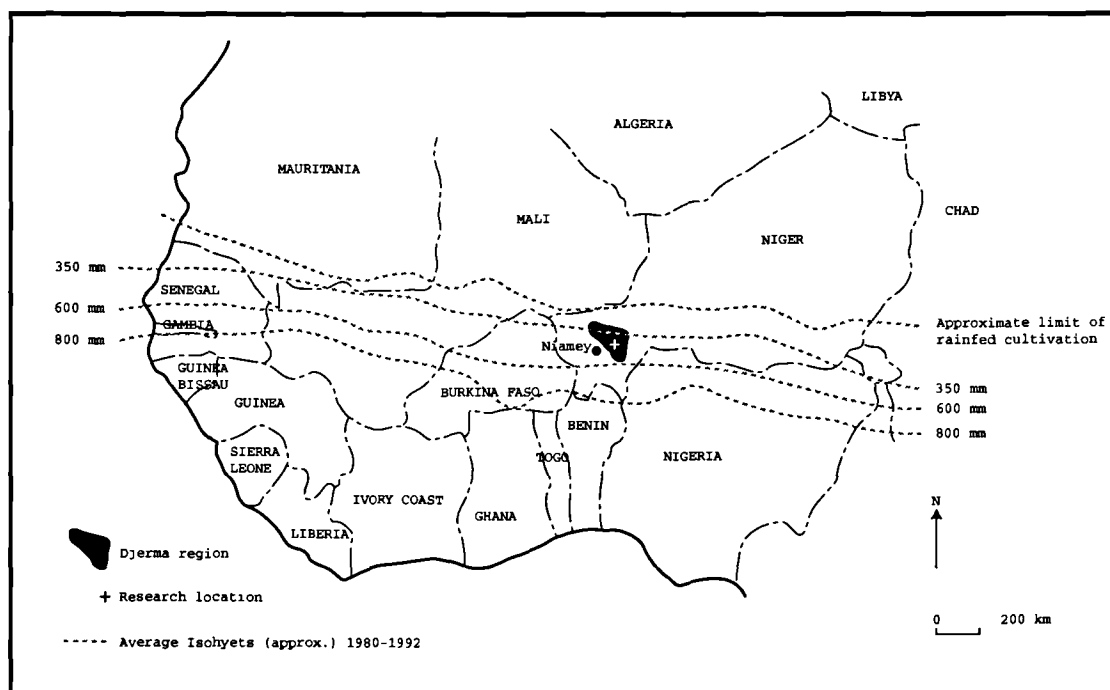 LIBYA
ALGERIA
MAURITANIA
CHAD
MALI
NIGER
350 mm
SENEGAL
600 mm
GAMBIA
800 mm
Niamey
Approximate limit of
rainfed cultivation
GUINEA
BISSAU
GUINEA
BURKINA FASO
350 mm
600 mm
800 mm
BENIN
SIERRA
LEONE
TOGO
NIGERIA
IVORY COAST
GHANA
LIBERIA
N
Djerma region
Research location
0 200 km
Average Isohyets (approx.) 1980-1992